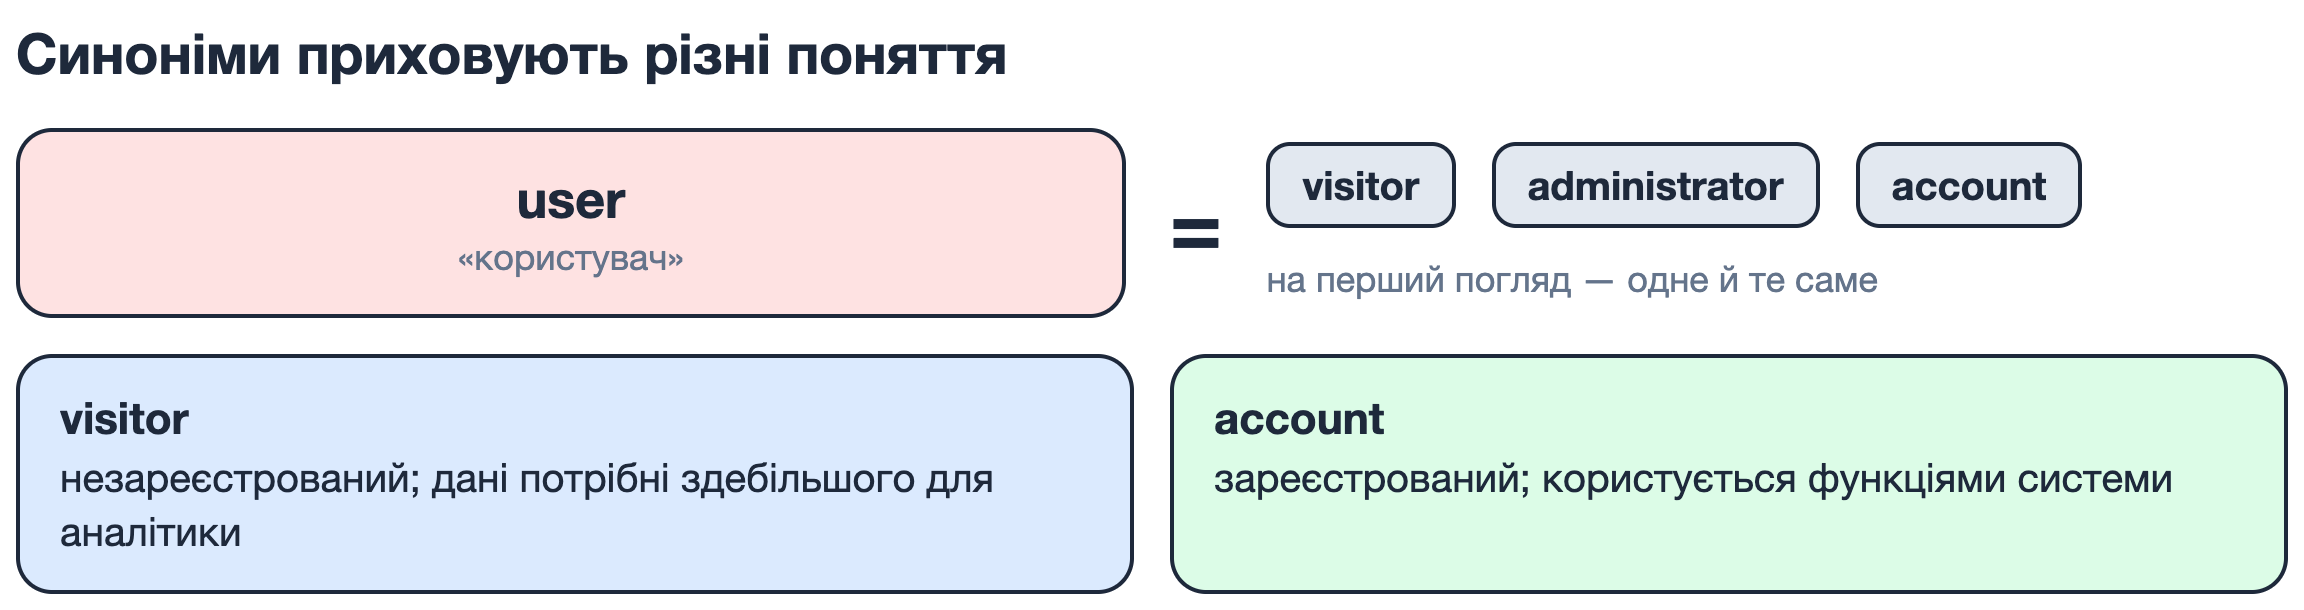 Синоніми приховують різні поняття
user
«користувач»
=
visitor
administrator
account
на перший погляд — одне й те саме
visitor
незареєстрований; дані потрібні здебільшого для
аналітики
account
зареєстрований; користується функціями системи